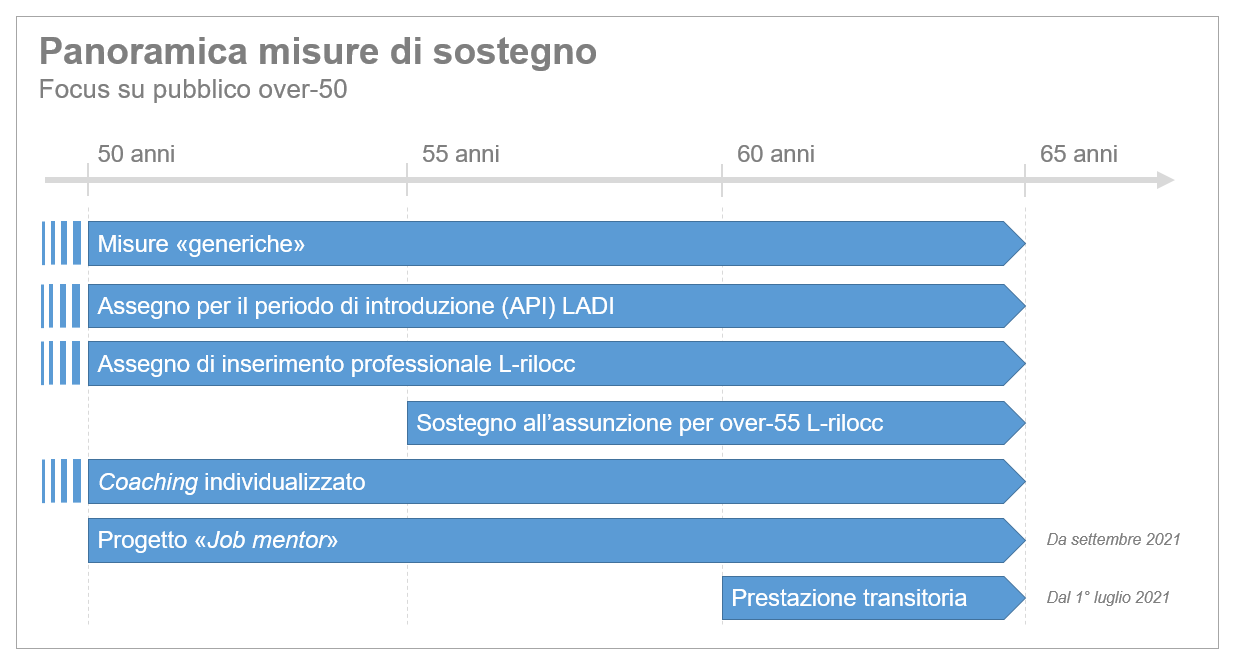 Panoramica misure di sostegno
Focus su pubblico over-50
50 anni
55 anni
60 anni
65 anni
Misure «generiche»
Assegno per il periodo di introduzione (API) LADI
Assegno di inserimento professionale L-rilocc
Sostegno all’assunzione per over-55 L-rilocc
Coaching individualizzato
Progetto «Job mentor»
Da settembre 2021
Prestazione transitoria
Dal 1° luglio 2021